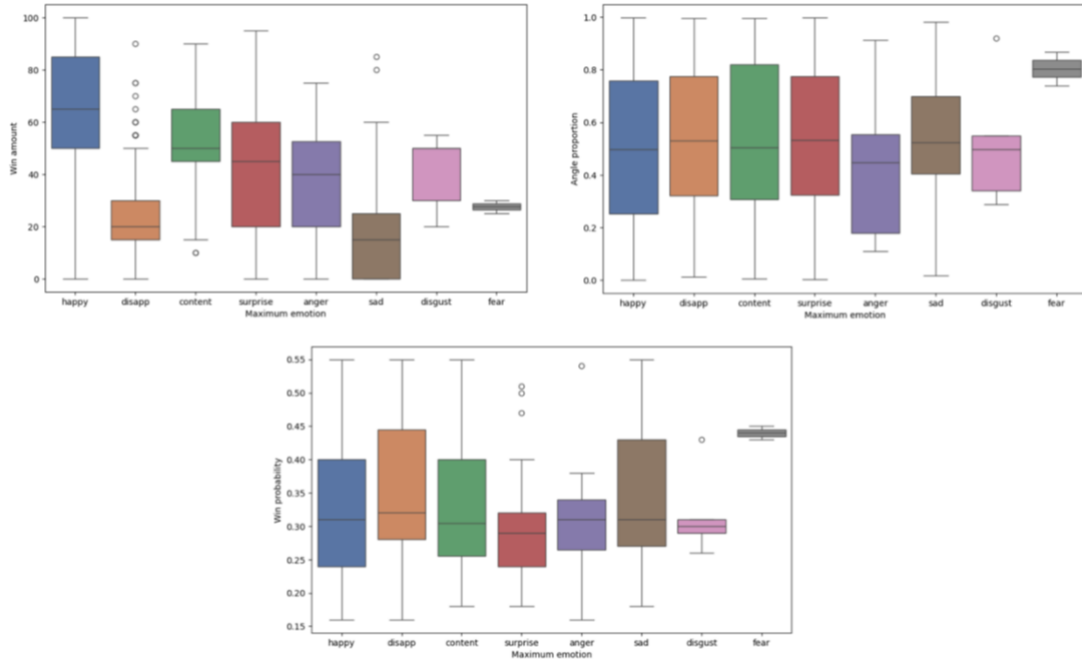 100
80
60
40
20
0
Win amount
happy disapp content surprise anger sad disgust fear
Maximum emotion
1.0
0.8
0.6
0.4
0.2
0.0
Angle proportion
happy disapp content surprise anger sad disgust fear
Maximum emotion
0.55
0.50
0.45
0.40
0.35
0.30
0.25
0.20
0.15
Win probability
happy disapp content surprise anger sad disgust fear
Maximum emotion